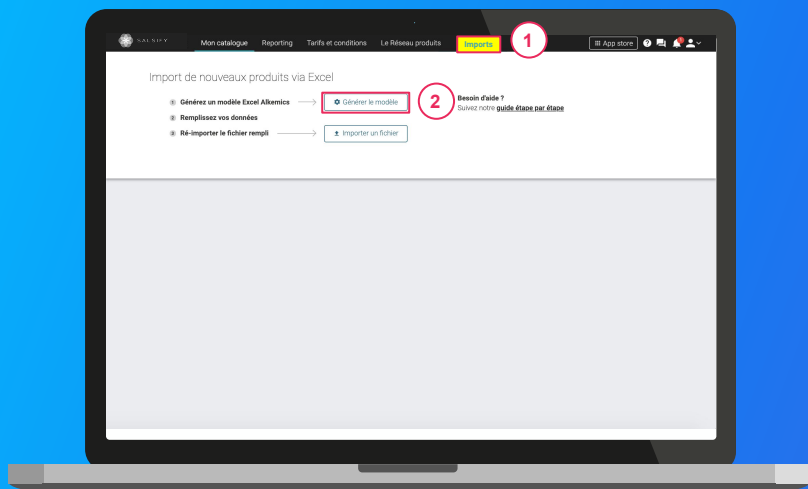 SALSIFY
Mon catalogue Reporting Tarifs et conditions Le Réseau produits Imports 1 App store
Import de nouveaux produits via Excel
1 Générez un modèle Excel Alkemics Générer le modèle 2 Besoin d'aide ?
Suivez notre guide étape par étape
2 Remplissez vos données
3 Ré-importer le fichier rempli Importer un fichier